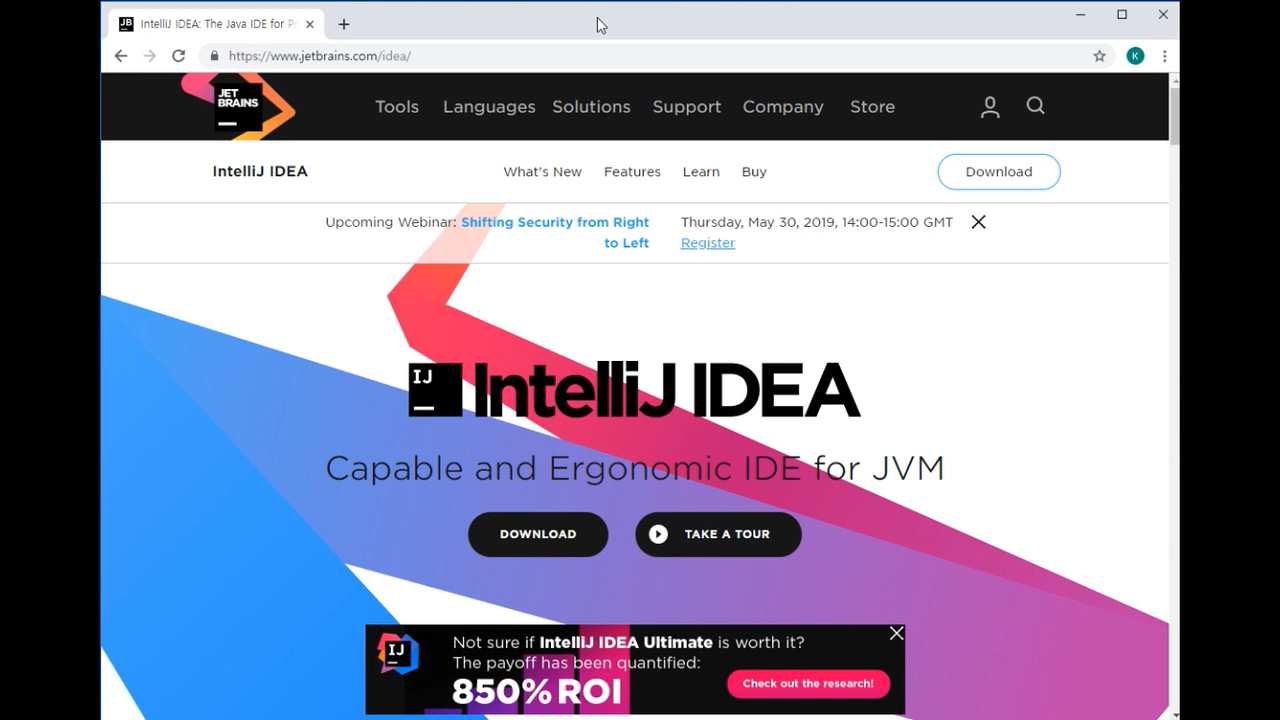 JB IntelliJ IDEA: The Java IDE for Pr
https://www.jetbrains.com/idea/
K
JET
BRAINS
Tools Languages Solutions Support Company Store
IntelliJ IDEA What's New Features Learn Buy Download
Upcoming Webinar: Shifting Security from Right
to Left
Thursday, May 30, 2019, 14:00-15:00 GMT
Register
IJ IntelliJ IDEA
Capable and Ergonomic IDE for JVM
DOWNLOAD TAKE A TOUR
IJ
Not sure if IntelliJ IDEA Ultimate is worth it?
The payoff has been quantified:
850% ROI
Check out the research!